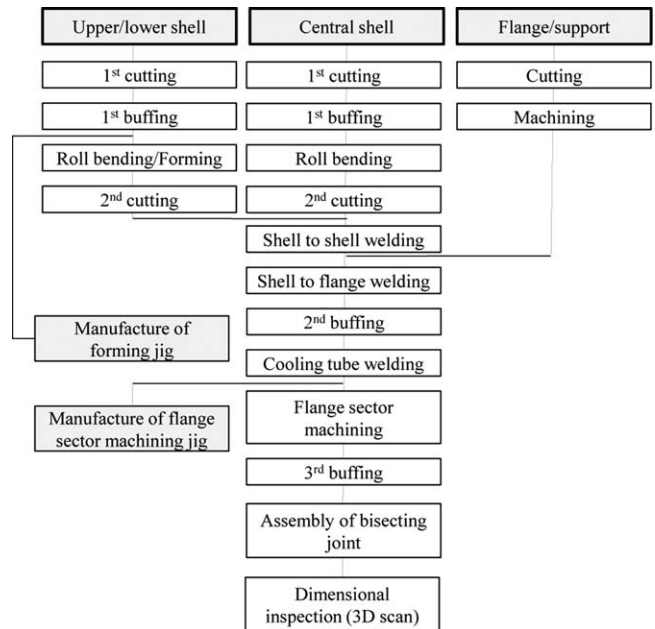 Upper/lower shell
Central shell
Flange/support
1st cutting
1st cutting
Cutting
1st buffing
1st buffing
Machining
Roll bending/Forming
Roll bending
2nd cutting
2nd cutting
Shell to shell welding
Shell to flange welding
2nd buffing
Manufacture of
forming jig
Cooling tube welding
Manufacture of flange
sector machining jig
Flange sector
machining
3rd buffing
Assembly of bisecting
joint
Dimensional
inspection (3D scan)